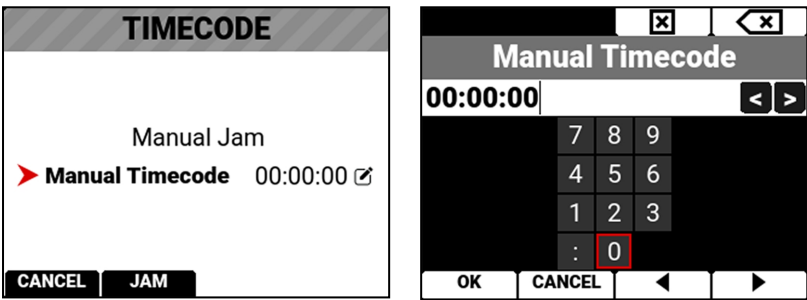 TIMECODE
Manual Jam
Manual Timecode 00:00:00
CANCEL JAM
Manual Timecode
00:00:00 < >
7 8 9
4 5 6
1 2 3
: 0
OK CANCEL